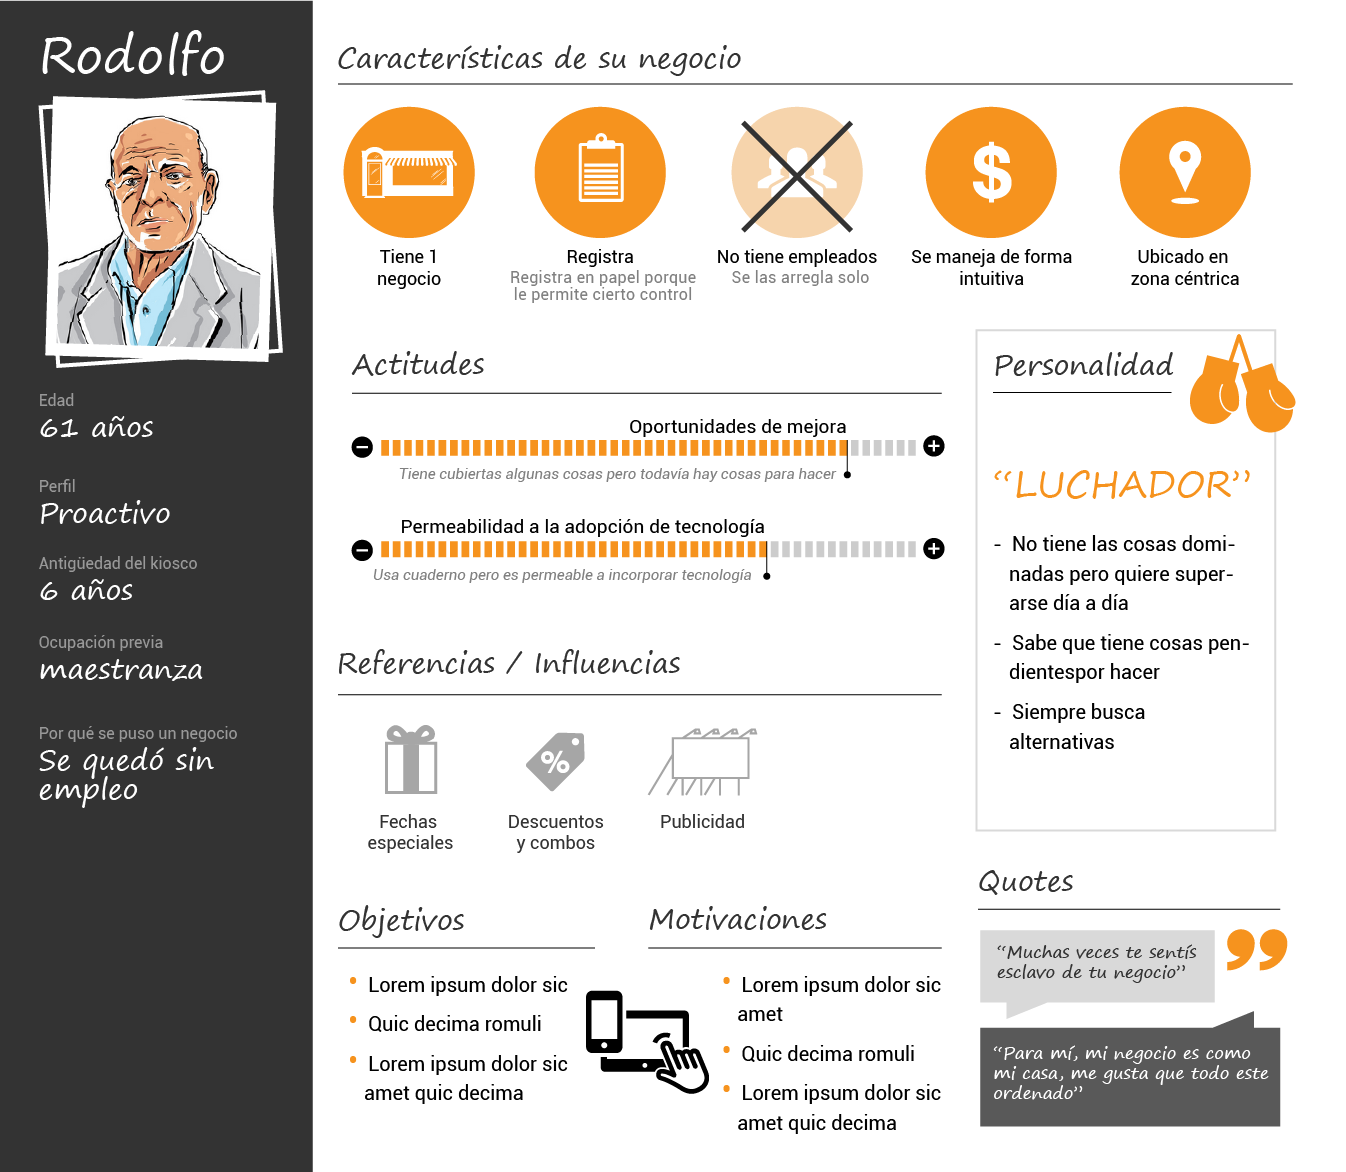 Rodolfo
Edad
61 años
Perfil
Proactivo
Antigüedad del kiosco
6 años
Ocupación previa
maestranza
Por qué se puso un negocio
Se quedó sin
empleo
Características de su negocio
Tiene 1
negocio
Registra
Registra en papel porque
le permite cierto control
No tiene empleados
Se las arregla solo
$
Se maneja de forma
intuitiva
Ubicado en
zona céntrica
Actitudes
Oportunidades de mejora
Tiene cubiertas algunas cosas pero todavía hay cosas para hacer
Permeabilidad a la adopción de tecnología
Usa cuaderno pero es permeable a incorporar tecnología
Personalidad
“LUCHADOR”
- No tiene las cosas domi-
nadas pero quiere super-
arse día a día
- Sabe que tiene cosas pen-
dientespor hacer
- Siempre busca
alternativas
Referencias / Influencias
Fechas
especiales
%
Descuentos
y combos
Publicidad
Objetivos
• Lorem ipsum dolor sic
• Quic decima romuli
• Lorem ipsum dolor sic
amet quic decima
Motivaciones
• Lorem ipsum dolor sic
amet
• Quic decima romuli
• Lorem ipsum dolor sic
amet quic decima
Quotes
“Muchas veces te sentís
esclavo de tu negocio”
“Para mí, mi negocio es como
mi casa, me gusta que todo este
ordenado”